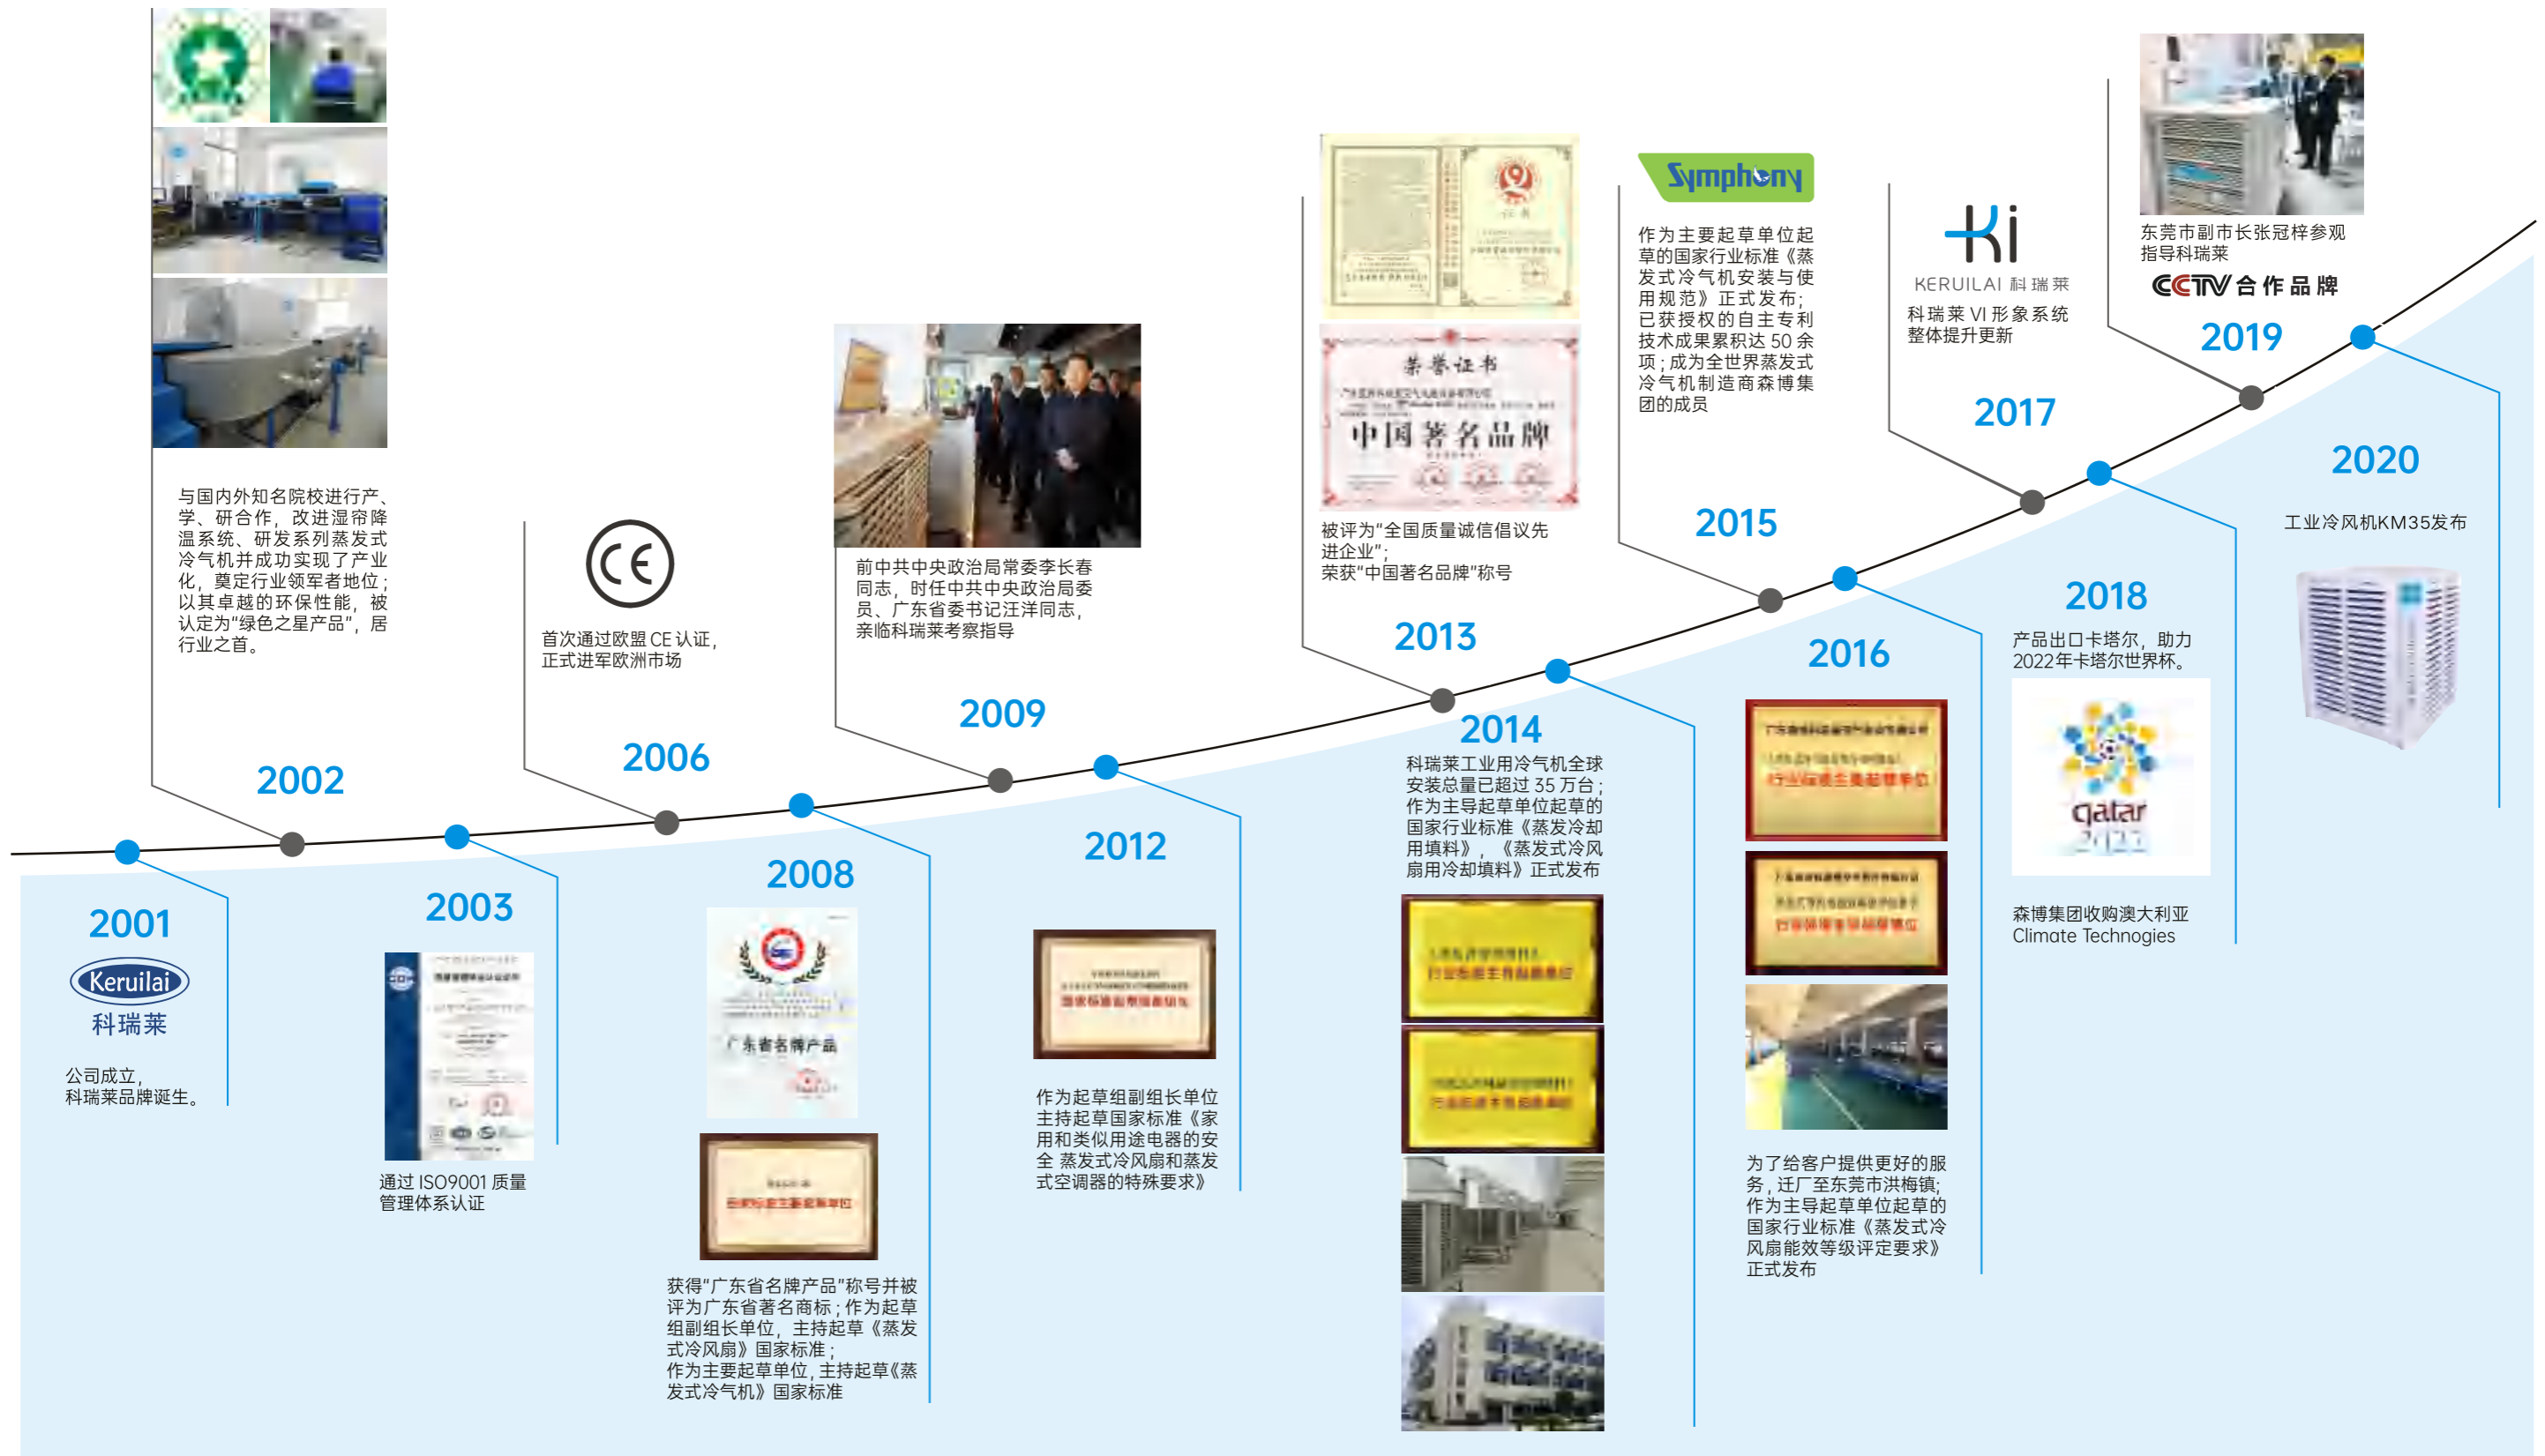 2001
Keruilai
科瑞莱
公司成立，
科瑞莱品牌诞生。
与国内外知名院校进行产、
学、研合作，改进湿帘降
温系统、研发系列蒸发式
冷气机并成功实现了产业
化，奠定行业领军者地位；
以其卓越的环保性能，被
认定为“绿色之星产品”，居
行业之首。
2002
2003
通过 ISO9001 质量
管理体系认证
CE
首次通过欧盟 CE 认证，
正式进军欧洲市场
2006
2008
广东省名牌产品
获得“广东省名牌产品”称号并被
评为广东省著名商标；作为起草
组副组长单位，主持起草《蒸发
式冷风扇》国家标准；
作为主要起草单位，主持起草《蒸
发式冷气机》国家标准
前中共中央政治局常委李长春
同志，时任中共中央政治局委
员、广东省委书记汪洋同志，
亲临科瑞莱考察指导
2009
2012
作为起草组副组长单位
主持起草国家标准《家
用和类似用途电器的安
全 蒸发式冷风扇和蒸发
式空调器的特殊要求》
荣誉证书
中国著名品牌
被评为“全国质量诚信倡议先
进企业”；
荣获“中国著名品牌”称号
2013
2014
科瑞莱工业用冷气机全球
安装总量已超过 35 万台；
作为主导起草单位起草的
国家行业标准《蒸发冷却
用填料》，《蒸发式冷风
扇用冷却填料》正式发布
Symphony
作为主要起草单位起
草的国家行业标准《蒸
发式冷气机安装与使
用规范》正式发布；
已获授权的自主专利
技术成果累积达 50 余
项；成为全世界蒸发式
冷气机制造商森博集
团的成员
2015
2016
为了给客户提供更好的服
务，迁厂至东莞市洪梅镇；
作为主导起草单位起草的
国家行业标准《蒸发式冷
风扇能效等级评定要求》
正式发布
Ki
KERUILAI 科瑞莱
科瑞莱 VI 形象系统
整体提升更新
2017
2018
产品出口卡塔尔，助力
2022年卡塔尔世界杯。
qatar
2022
森博集团收购澳大利亚
Climate Technogies
东莞市副市长张冠梓参观
指导科瑞莱
CCTV 合作品牌
2019
2020
工业冷风机KM35发布